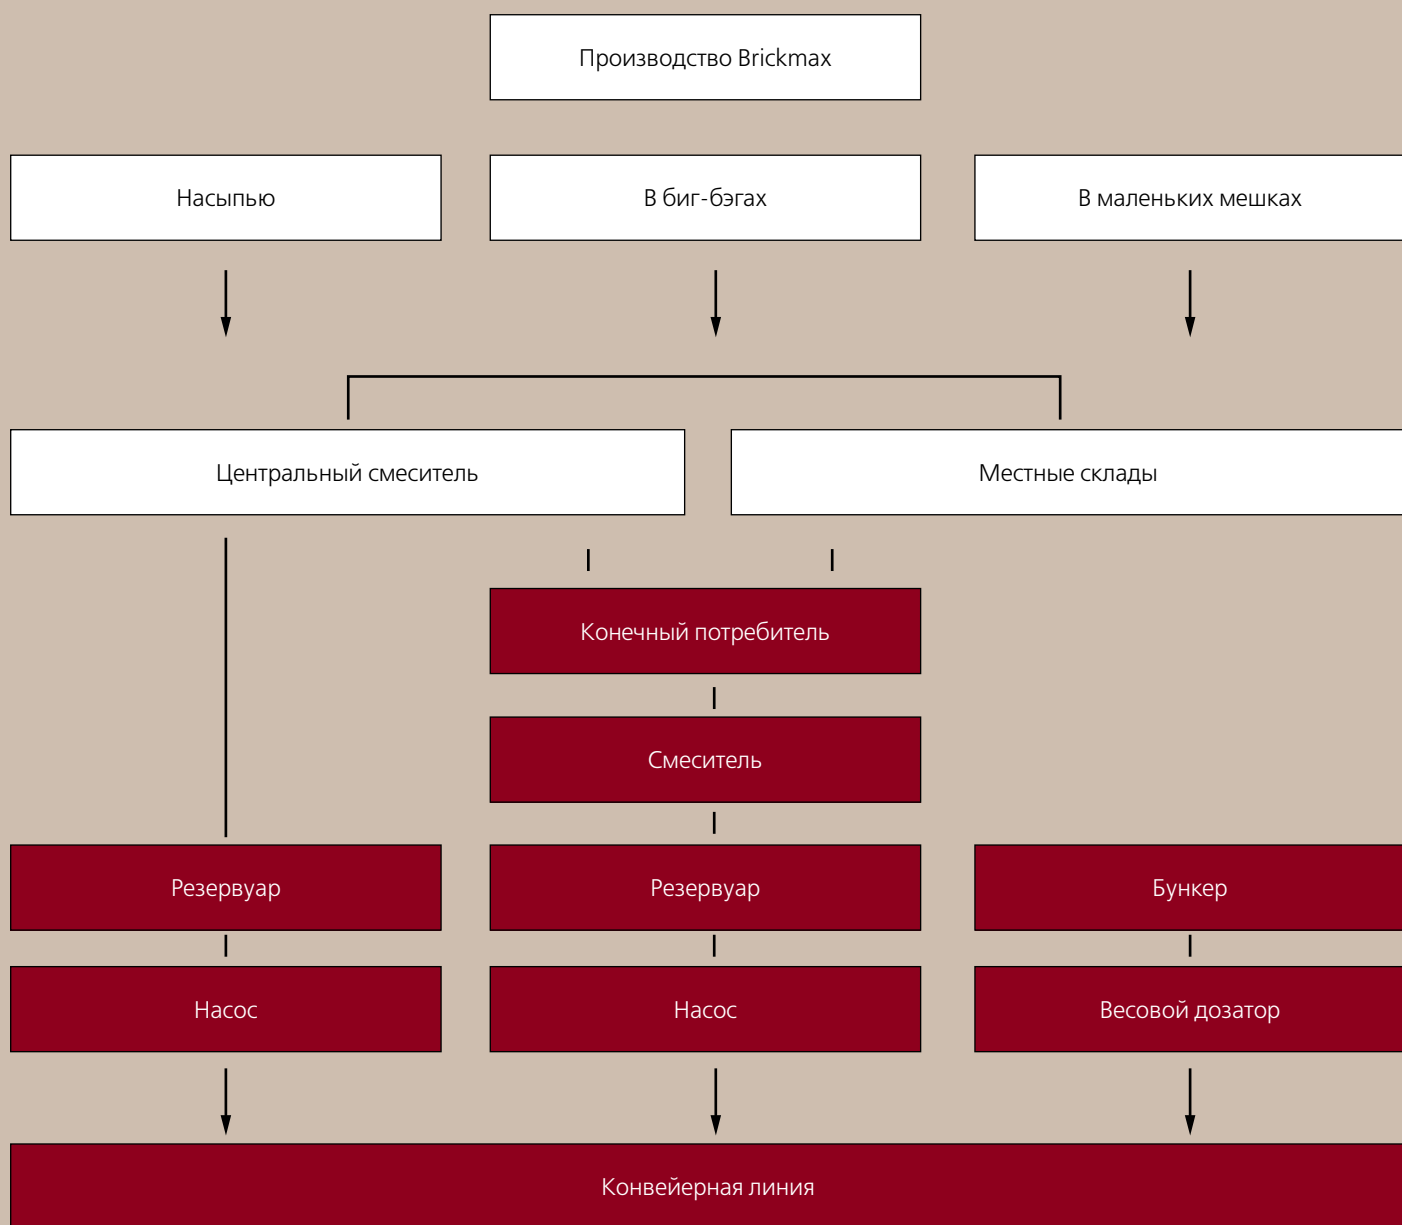 Производство Brickmax
Насыпью
В биг-бэгах
В маленьких мешках
Центральный смеситель
Местные склады
Конечный потребитель
Смеситель
Резервуар
Резервуар
Бункер
Насос
Насос
Весовой дозатор
Конвейерная линия